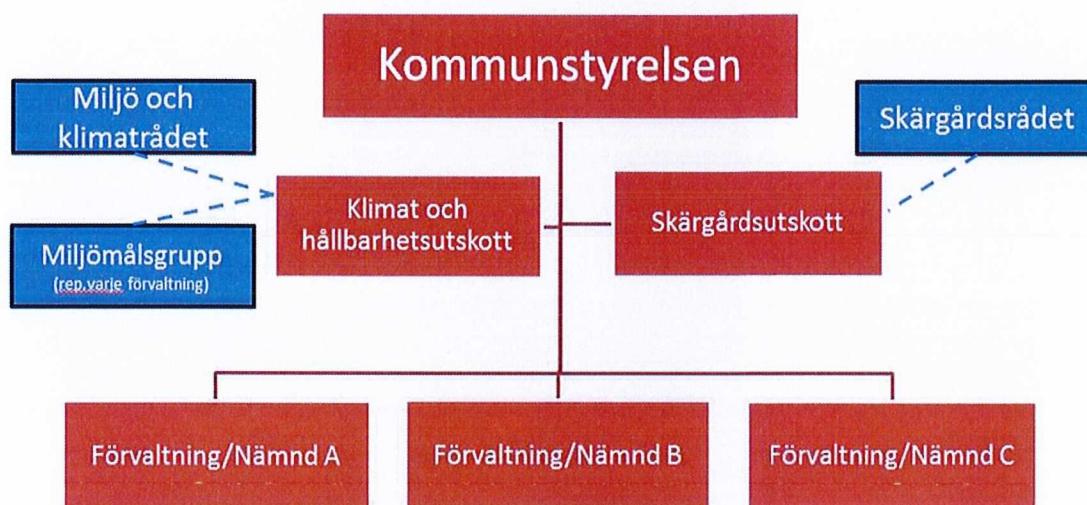 Kommunstyrelsen
Miljö och
klimatrådet
Skärgårdsrådet
Klimat och
hållbarhetsutskott
Skärgårdsutskott
Miljömålsgrupp
(rep.varje förvaltning)
Förvaltning/Nämnd A
Förvaltning/Nämnd B
Förvaltning/Nämnd C